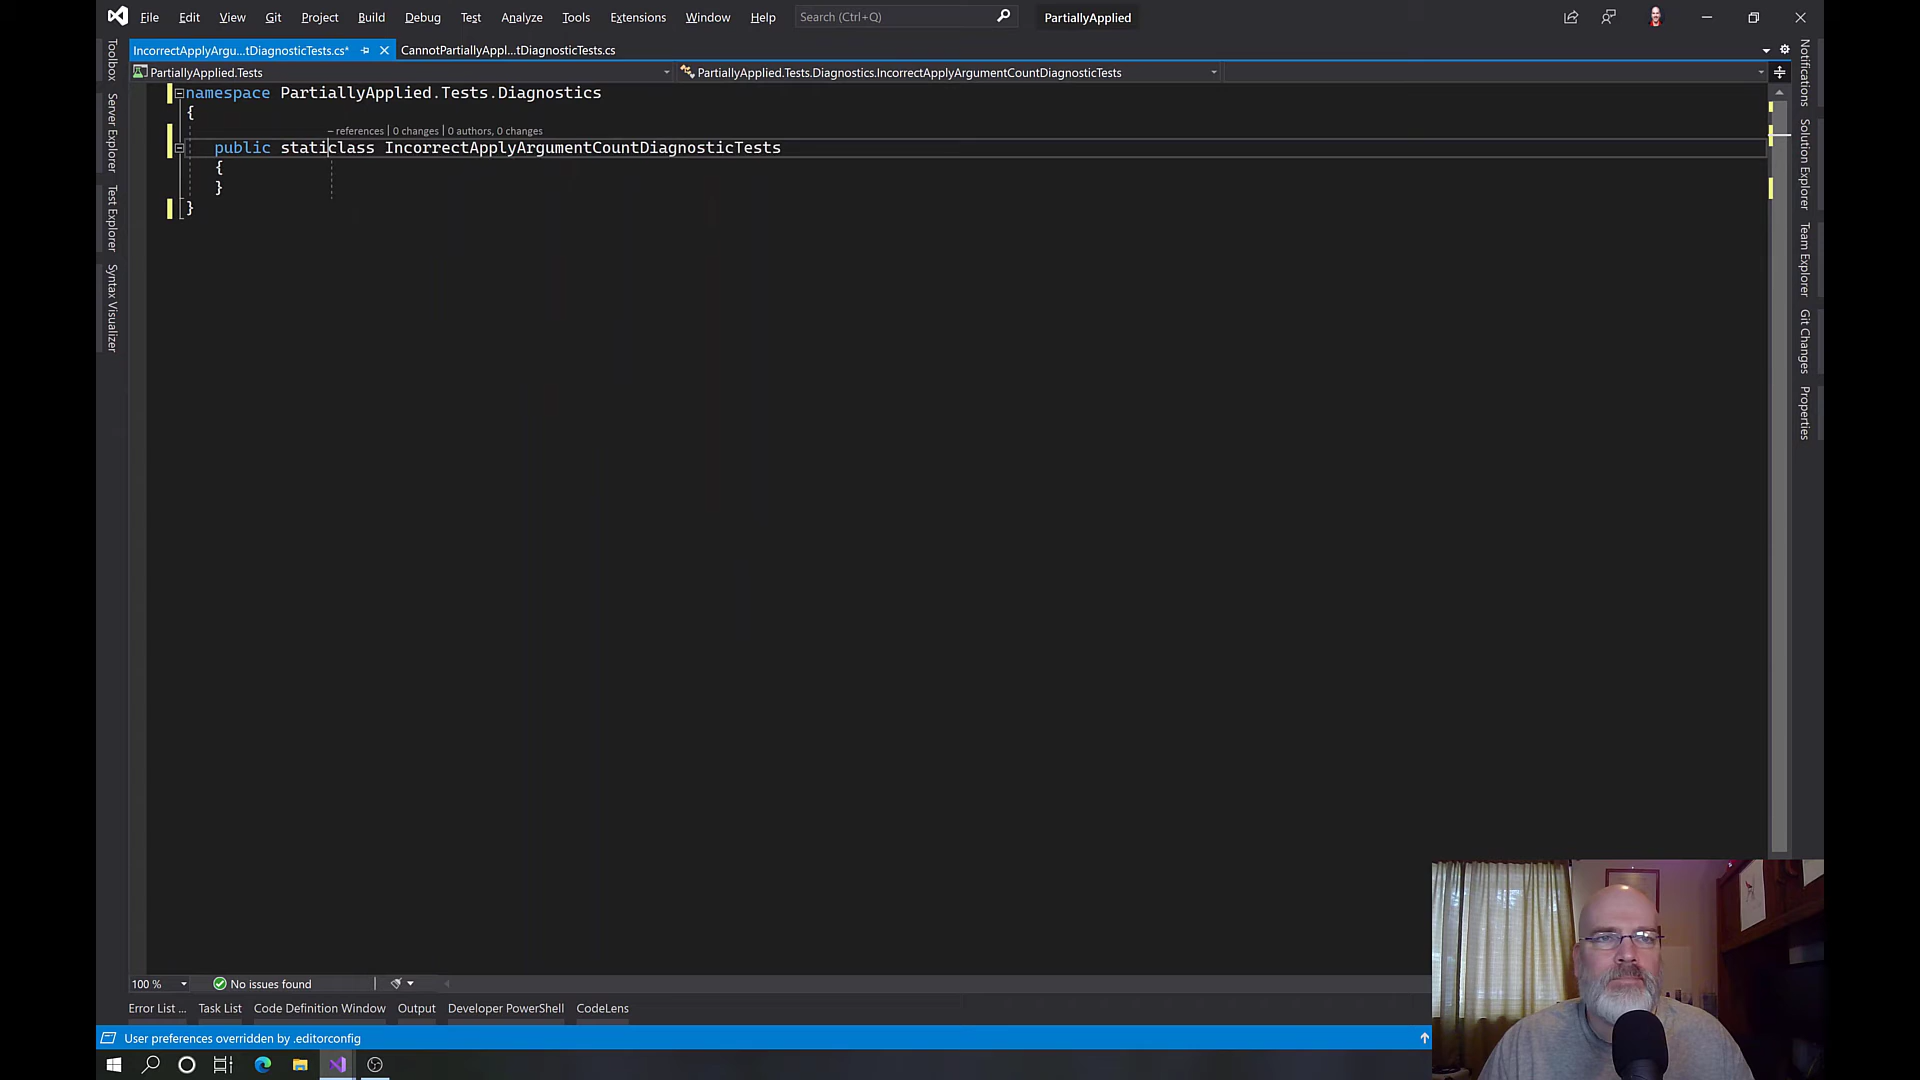 File Edit View Git Project Build Debug Test Analyze Tools Extensions Window Help Search (Ctrl+Q) PartiallyApplied
IncorrectApplyArgu...tDiagnosticTests.cs* CannotPartiallyAppl...tDiagnosticTests.cs
PartiallyApplied.Tests PartiallyApplied.Tests.Diagnostics.IncorrectApplyArgumentCountDiagnosticTests
namespace PartiallyApplied.Tests.Diagnostics
{
– references | 0 changes | 0 authors, 0 changes
public staticlass IncorrectApplyArgumentCountDiagnosticTests
{
}
}
Toolbox
Server Explorer
Test Explorer
Syntax Visualizer
Notifications
Solution Explorer
Team Explorer
Git Changes
Properties
100 % No issues found
Error List ... Task List Code Definition Window Output Developer PowerShell CodeLens
User preferences overridden by .editorconfig